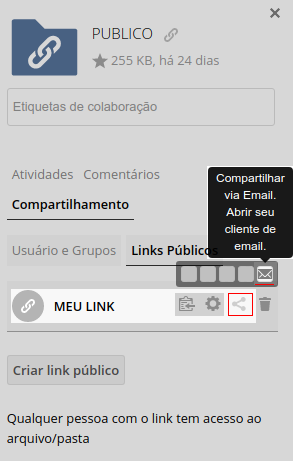 PUBLICO
255 KB, há 24 dias
Etiquetas de colaboração
Atividades Comentários
Compartilhamento
Compartilhar
via Email.
Abrir seu
cliente de
email.
Usuário e Grupos Links Públicos
MEU LINK
Criar link público
Qualquer pessoa com o link tem acesso ao
arquivo/pasta